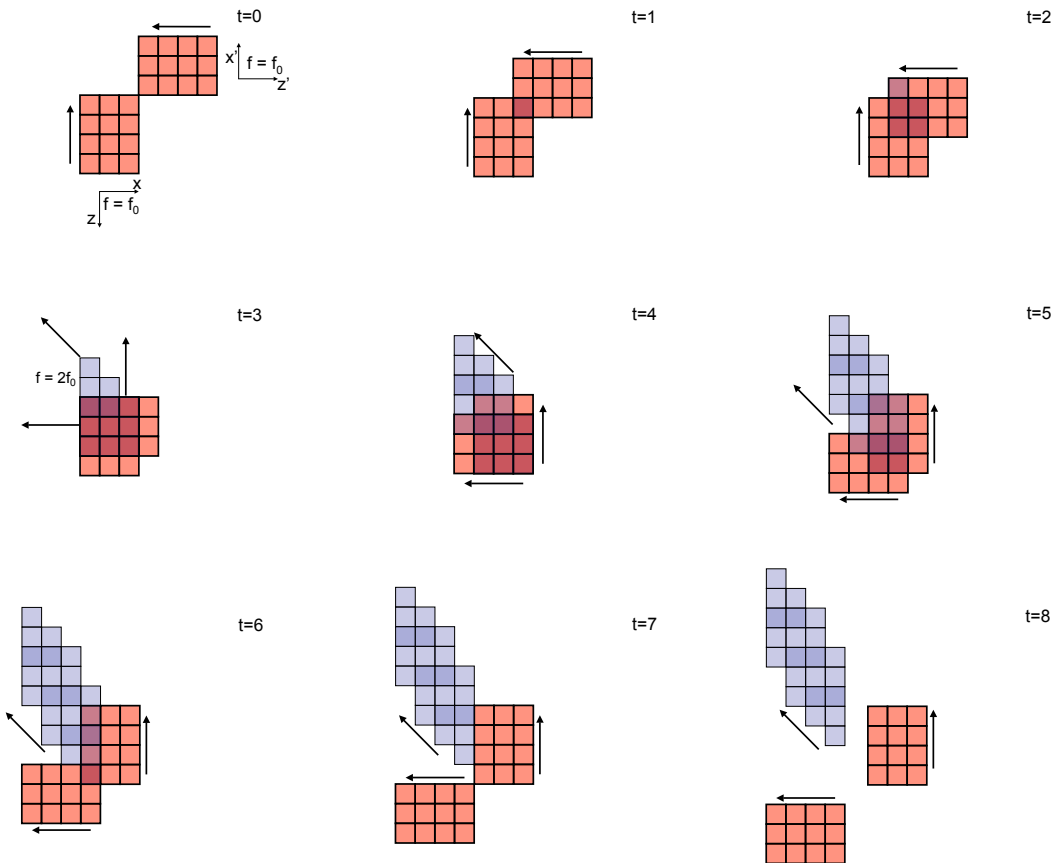 t=0
x'
f = f₀
z'
x
f = f₀
z
t=1
t=2
t=3
f = 2f₀
t=4
t=5
t=6
t=7
t=8